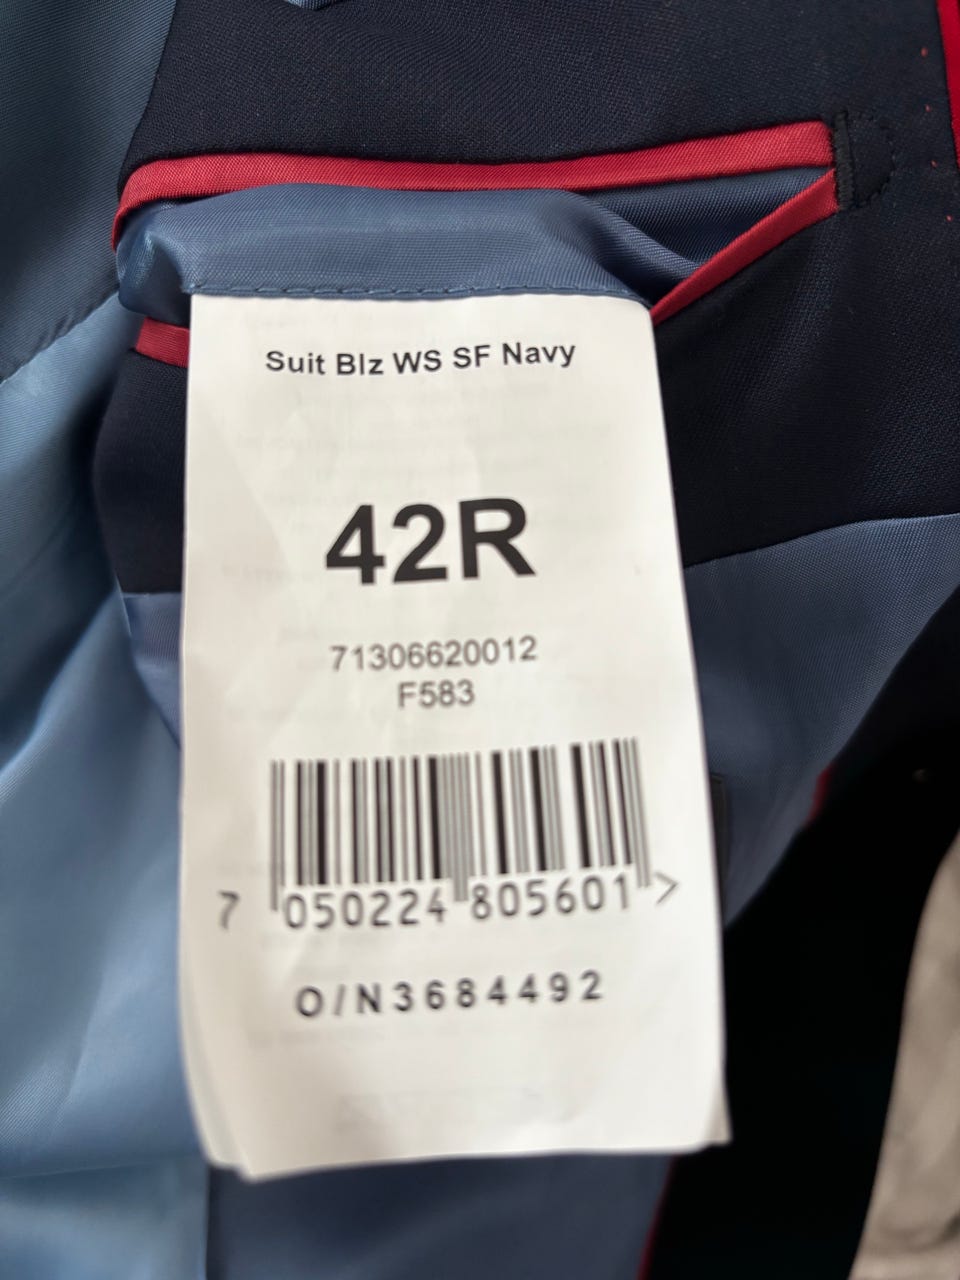 Suit Blz WS SF Navy
42R
71306620012
F583
7 050224 805601 >
O/N3684492